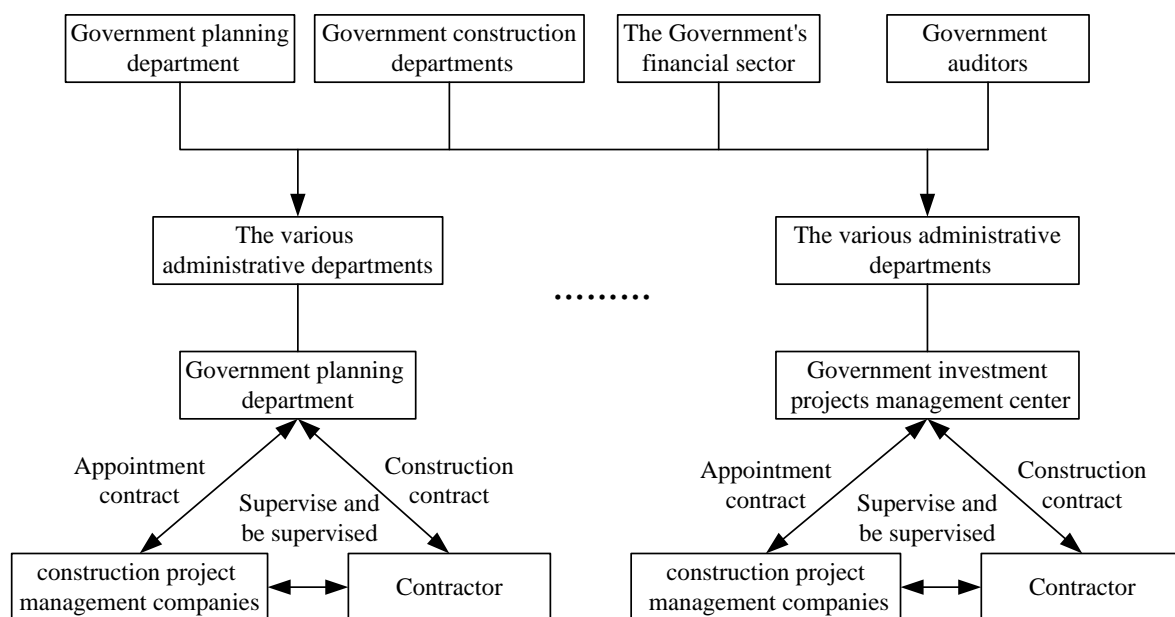 Government planning
department
Government construction
departments
The Government's
financial sector
Government
auditors
The various
administrative departments
The various administrative
departments
.........
Government planning
department
Government investment
projects management center
Appointment
contract
Construction
contract
Supervise and
be supervised
Appointment
contract
Construction
contract
Supervise and
be supervised
construction project
management companies
Contractor
construction project
management companies
Contractor